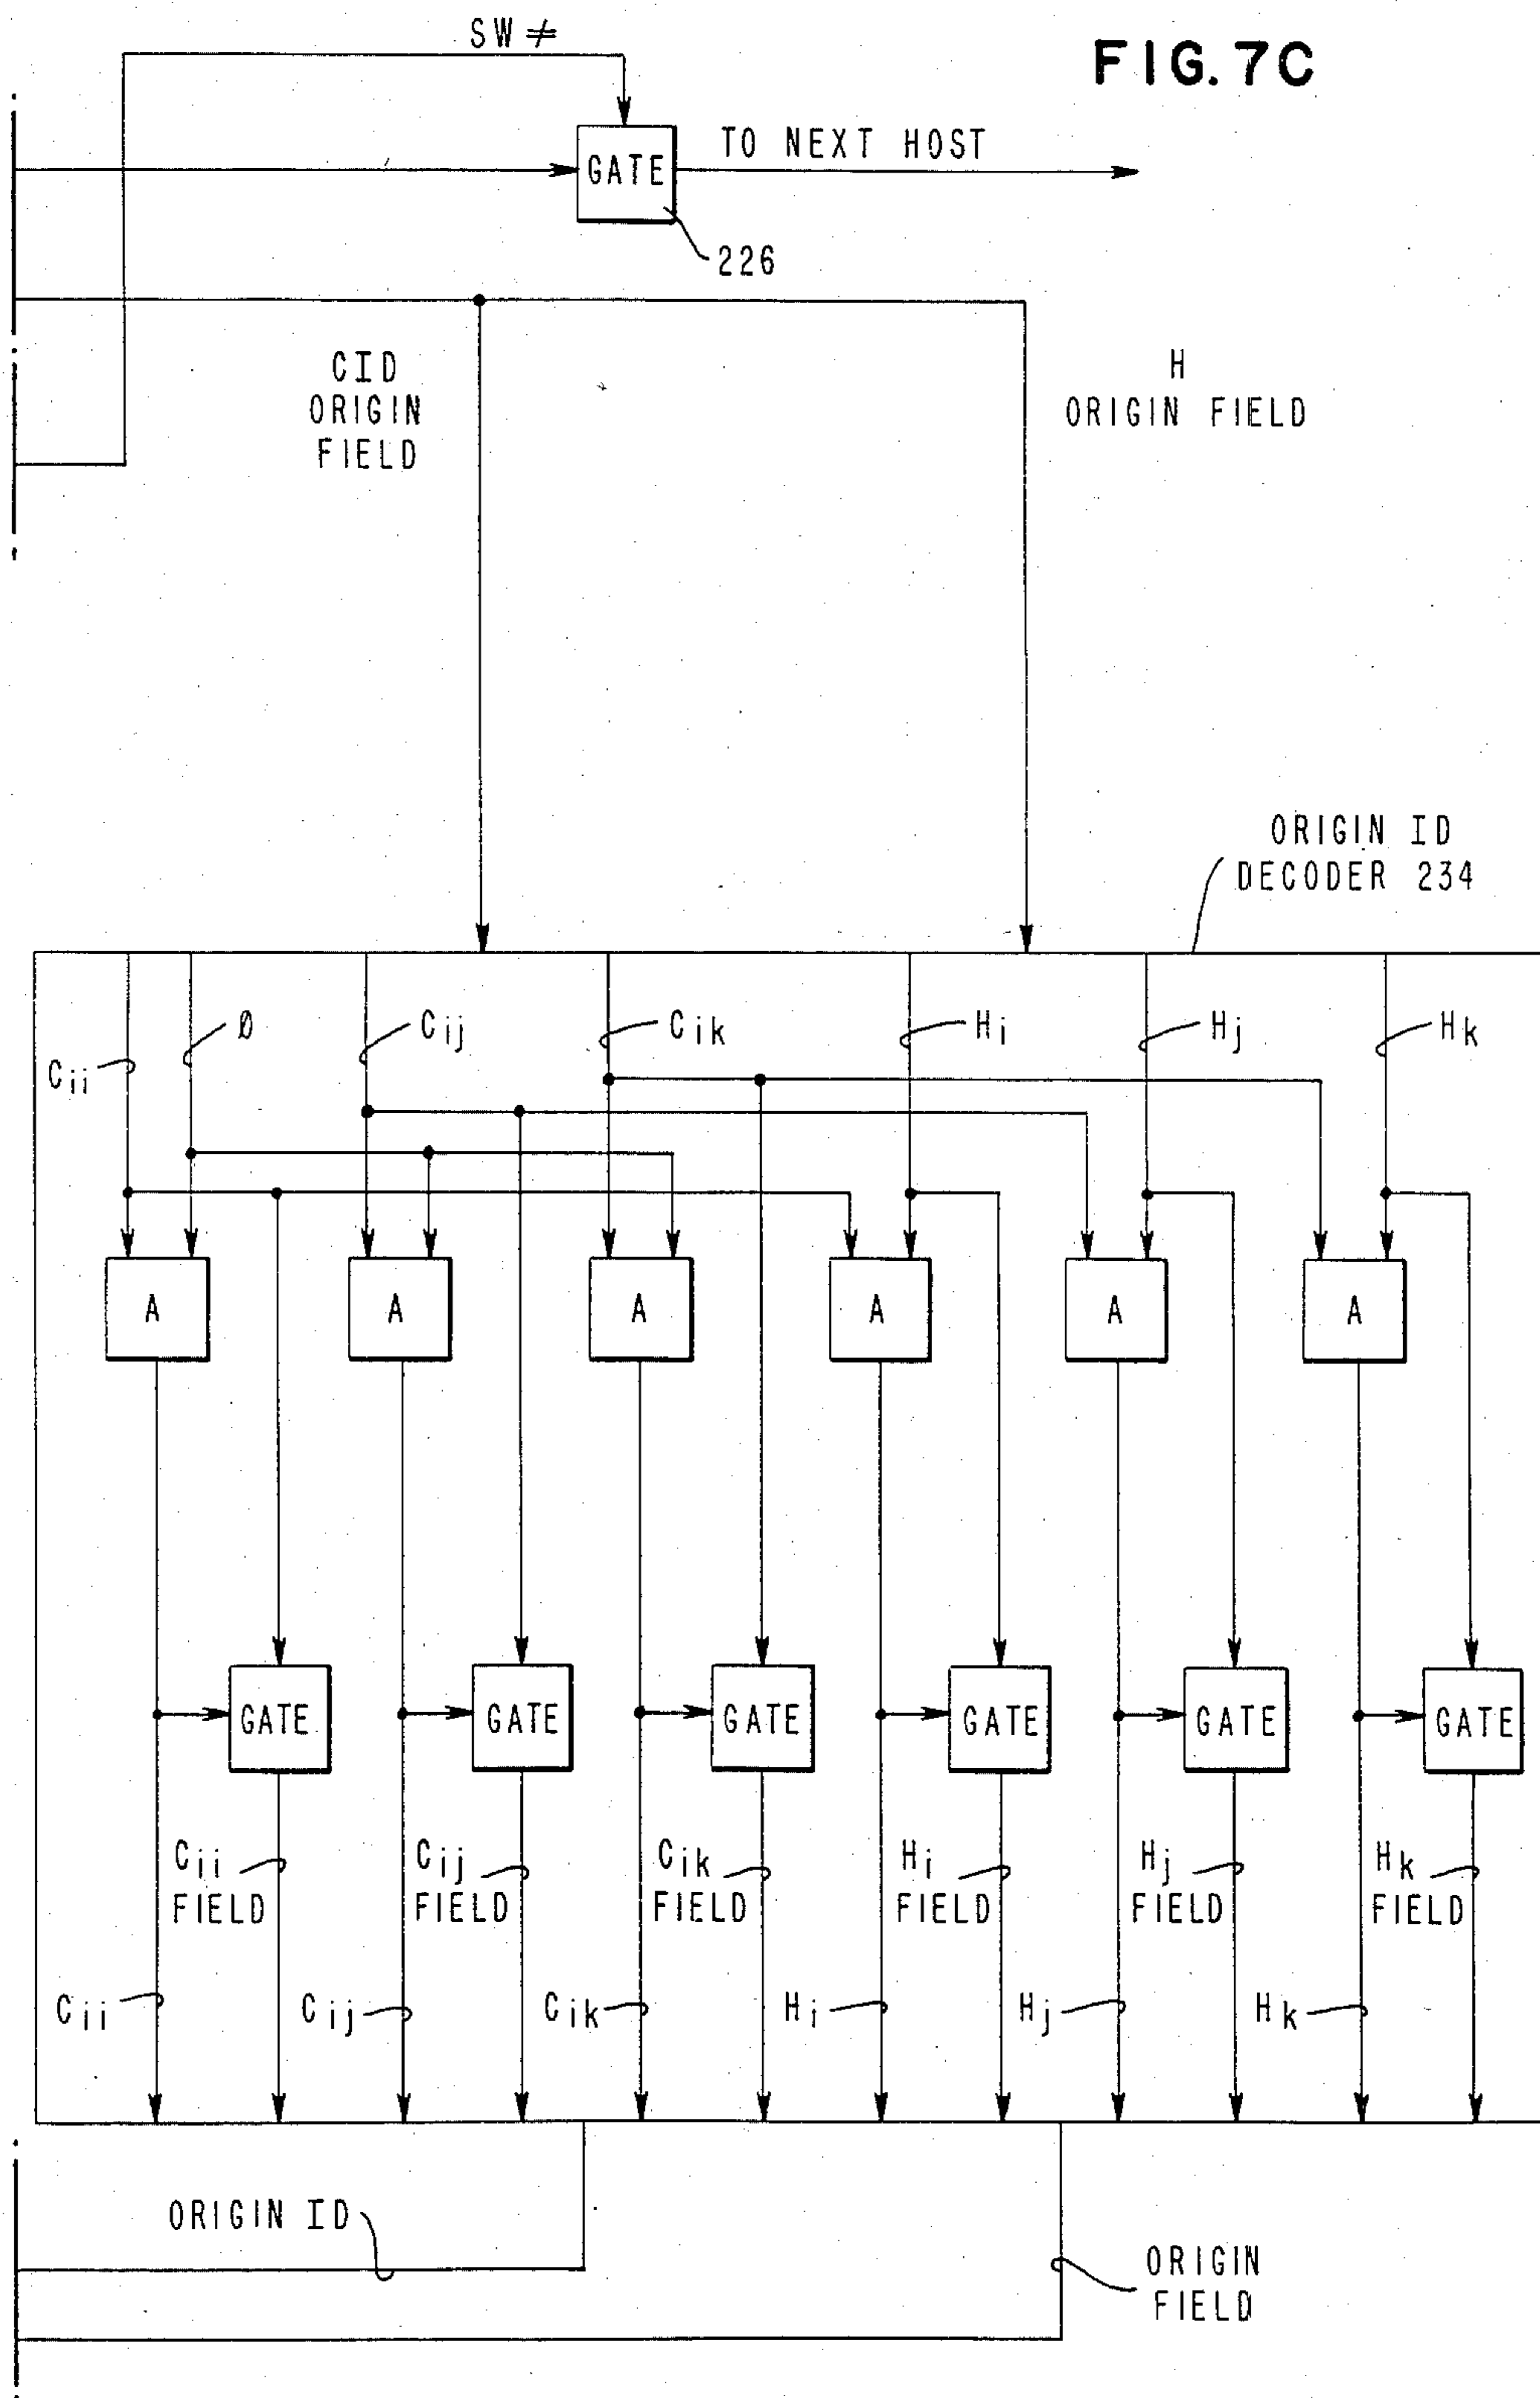 SW ≠
FIG. 7C
GATE
TO NEXT HOST
226
CID
ORIGIN
FIELD
H
ORIGIN FIELD
ORIGIN ID
DECODER 234
Cii
Ø
Cij
Cik
Hi
Hj
Hk
A
A
A
A
A
A
GATE
GATE
GATE
GATE
GATE
GATE
Cii
FIELD
Cij
FIELD
Cik
FIELD
Hi
FIELD
Hj
FIELD
Hk
FIELD
Cii
Cij
Cik
Hi
Hj
Hk
ORIGIN ID
ORIGIN
FIELD